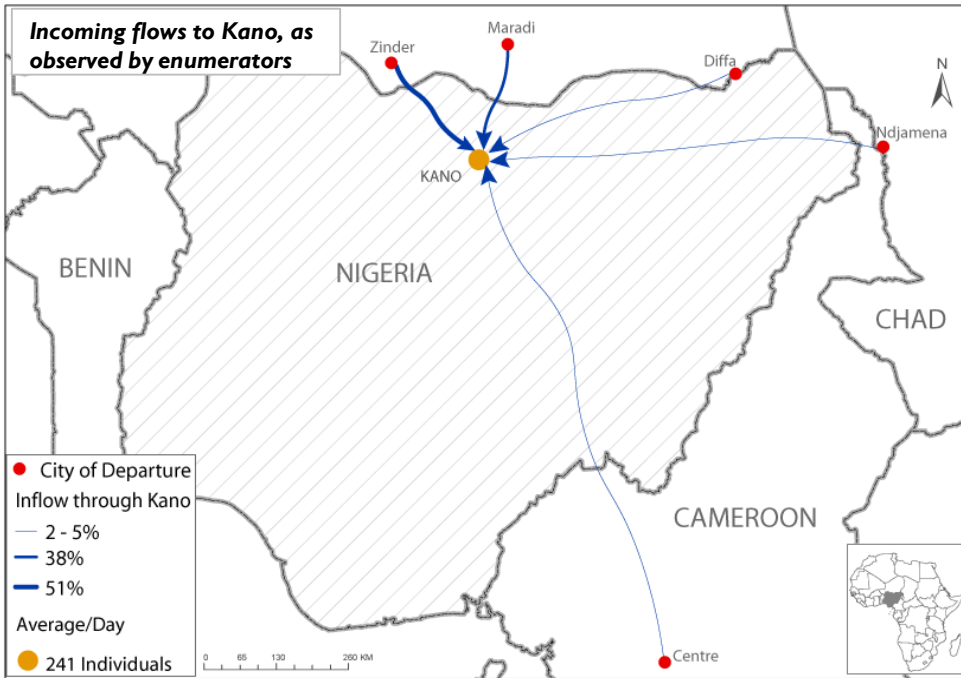 Incoming flows to Kano, as
observed by enumerators
Maradi
Zinder
Diffa
N
Ndjamena
KANO
BENIN
NIGERIA
CHAD
City of Departure
Inflow through Kano
2 - 5%
38%
51%
Average/Day
241 Individuals
0 65 130 260 KM
CAMEROON
Centre